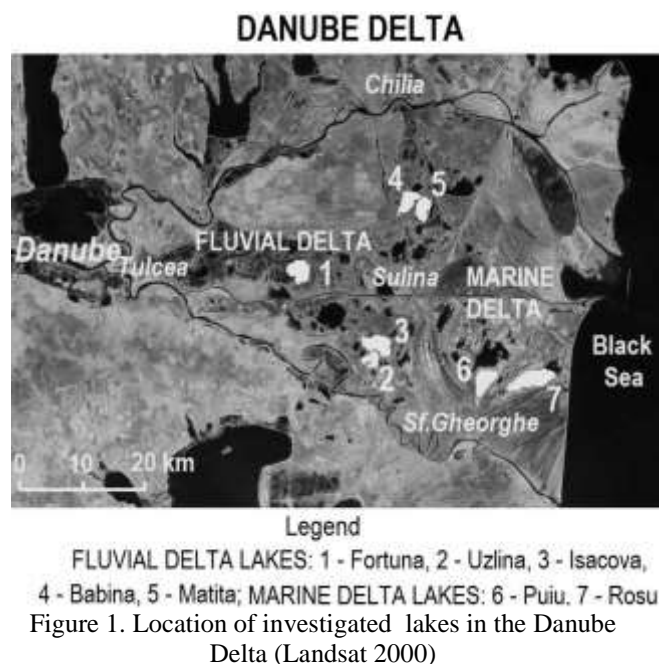 DANUBE DELTA
Chilia
4 5
FLUVIAL DELTA
Danube
Tulcea
1
Sulina
MARINE
DELTA
3
2
6
7
Black
Sea
Sf.Gheorghe
0 10 20 km
Legend
FLUVIAL DELTA LAKES: 1 - Fortuna, 2 - Uzlina, 3 - Isacova,
4 - Babina, 5 - Matita; MARINE DELTA LAKES: 6 - Puiu. 7 - Rosu
Figure 1. Location of investigated lakes in the Danube
Delta (Landsat 2000)